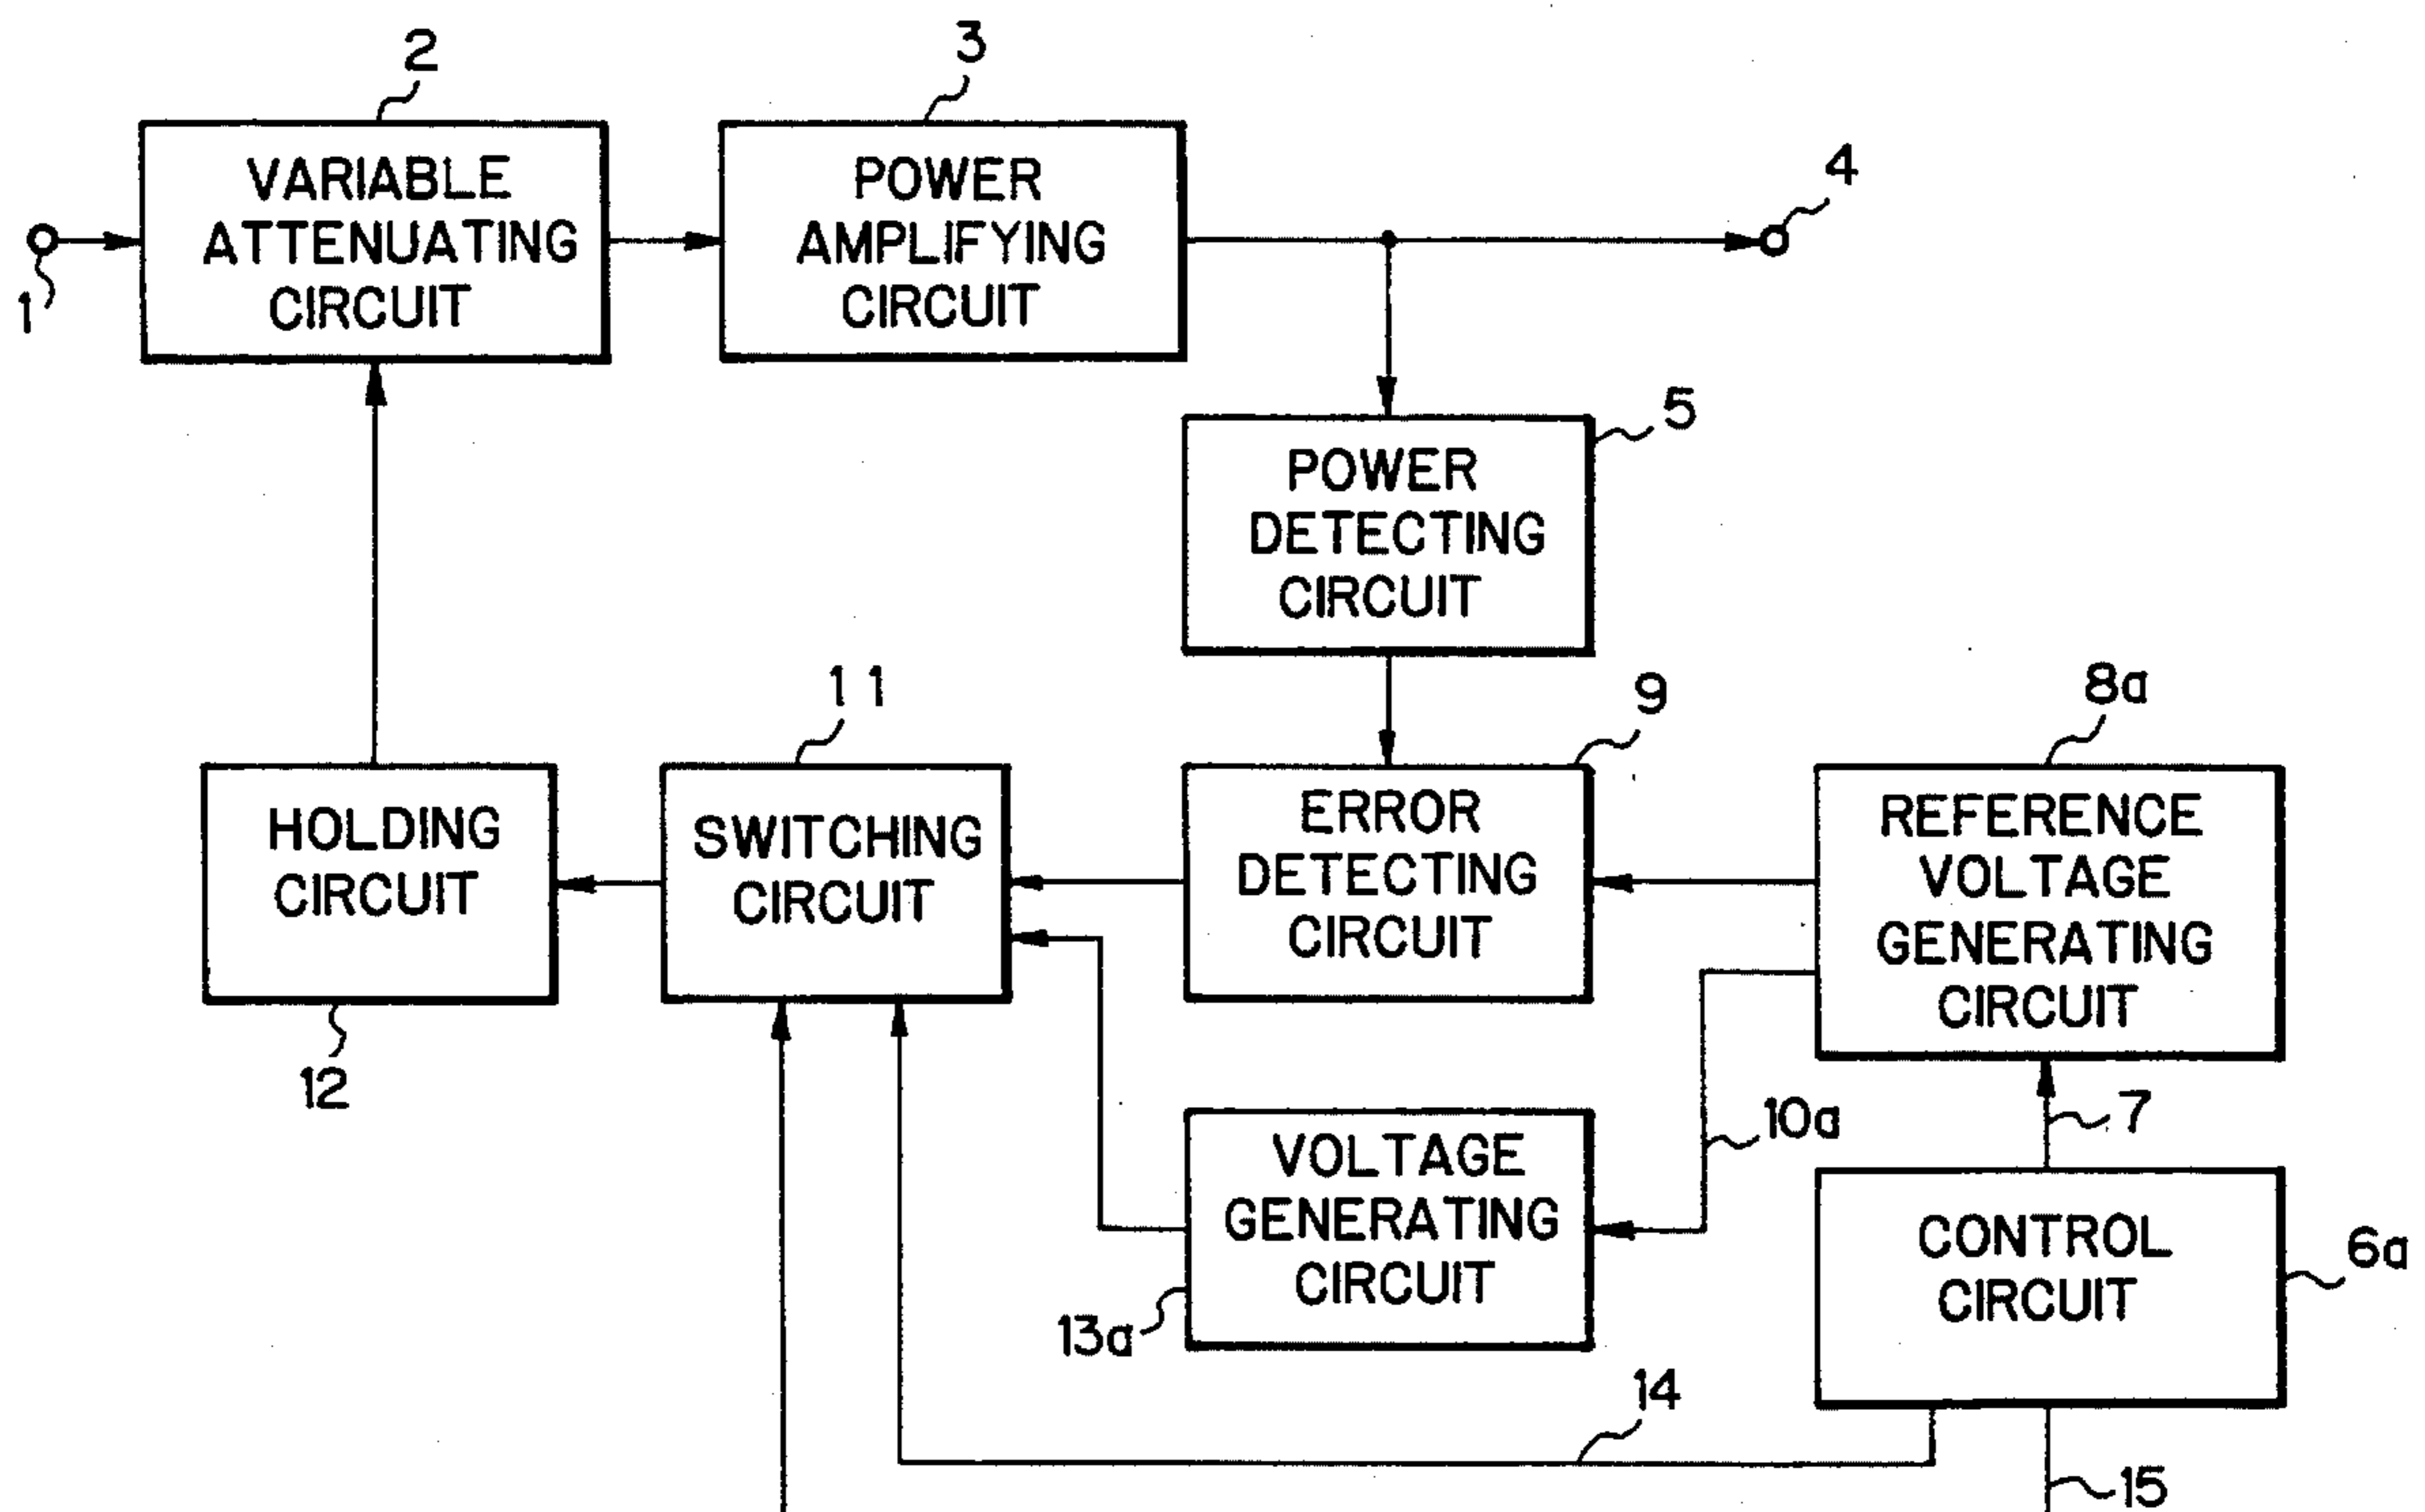 2
3
VARIABLE
ATTENUATING
CIRCUIT
POWER
AMPLIFYING
CIRCUIT
4
1
5
POWER
DETECTING
CIRCUIT
11
9
8a
HOLDING
CIRCUIT
SWITCHING
CIRCUIT
ERROR
DETECTING
CIRCUIT
REFERENCE
VOLTAGE
GENERATING
CIRCUIT
12
10a
7
VOLTAGE
GENERATING
CIRCUIT
CONTROL
CIRCUIT
6a
13a
14
15